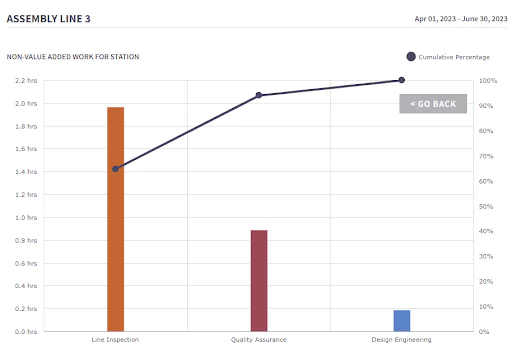 ASSEMBLY LINE 3
Apr 01, 2023 - June 30, 2023
NON-VALUE ADDED WORK FOR STATION
Cumulative Percentage
2.2 hrs
2.0 hrs
1.8 hrs
1.6 hrs
1.4 hrs
1.2 hrs
1.0 hrs
0.8 hrs
0.6 hrs
0.4 hrs
0.2 hrs
0.0 hrs
100%
90%
80%
70%
60%
50%
40%
30%
20%
10%
0%
< GO BACK
Line Inspection
Quality Assurance
Design Engineering